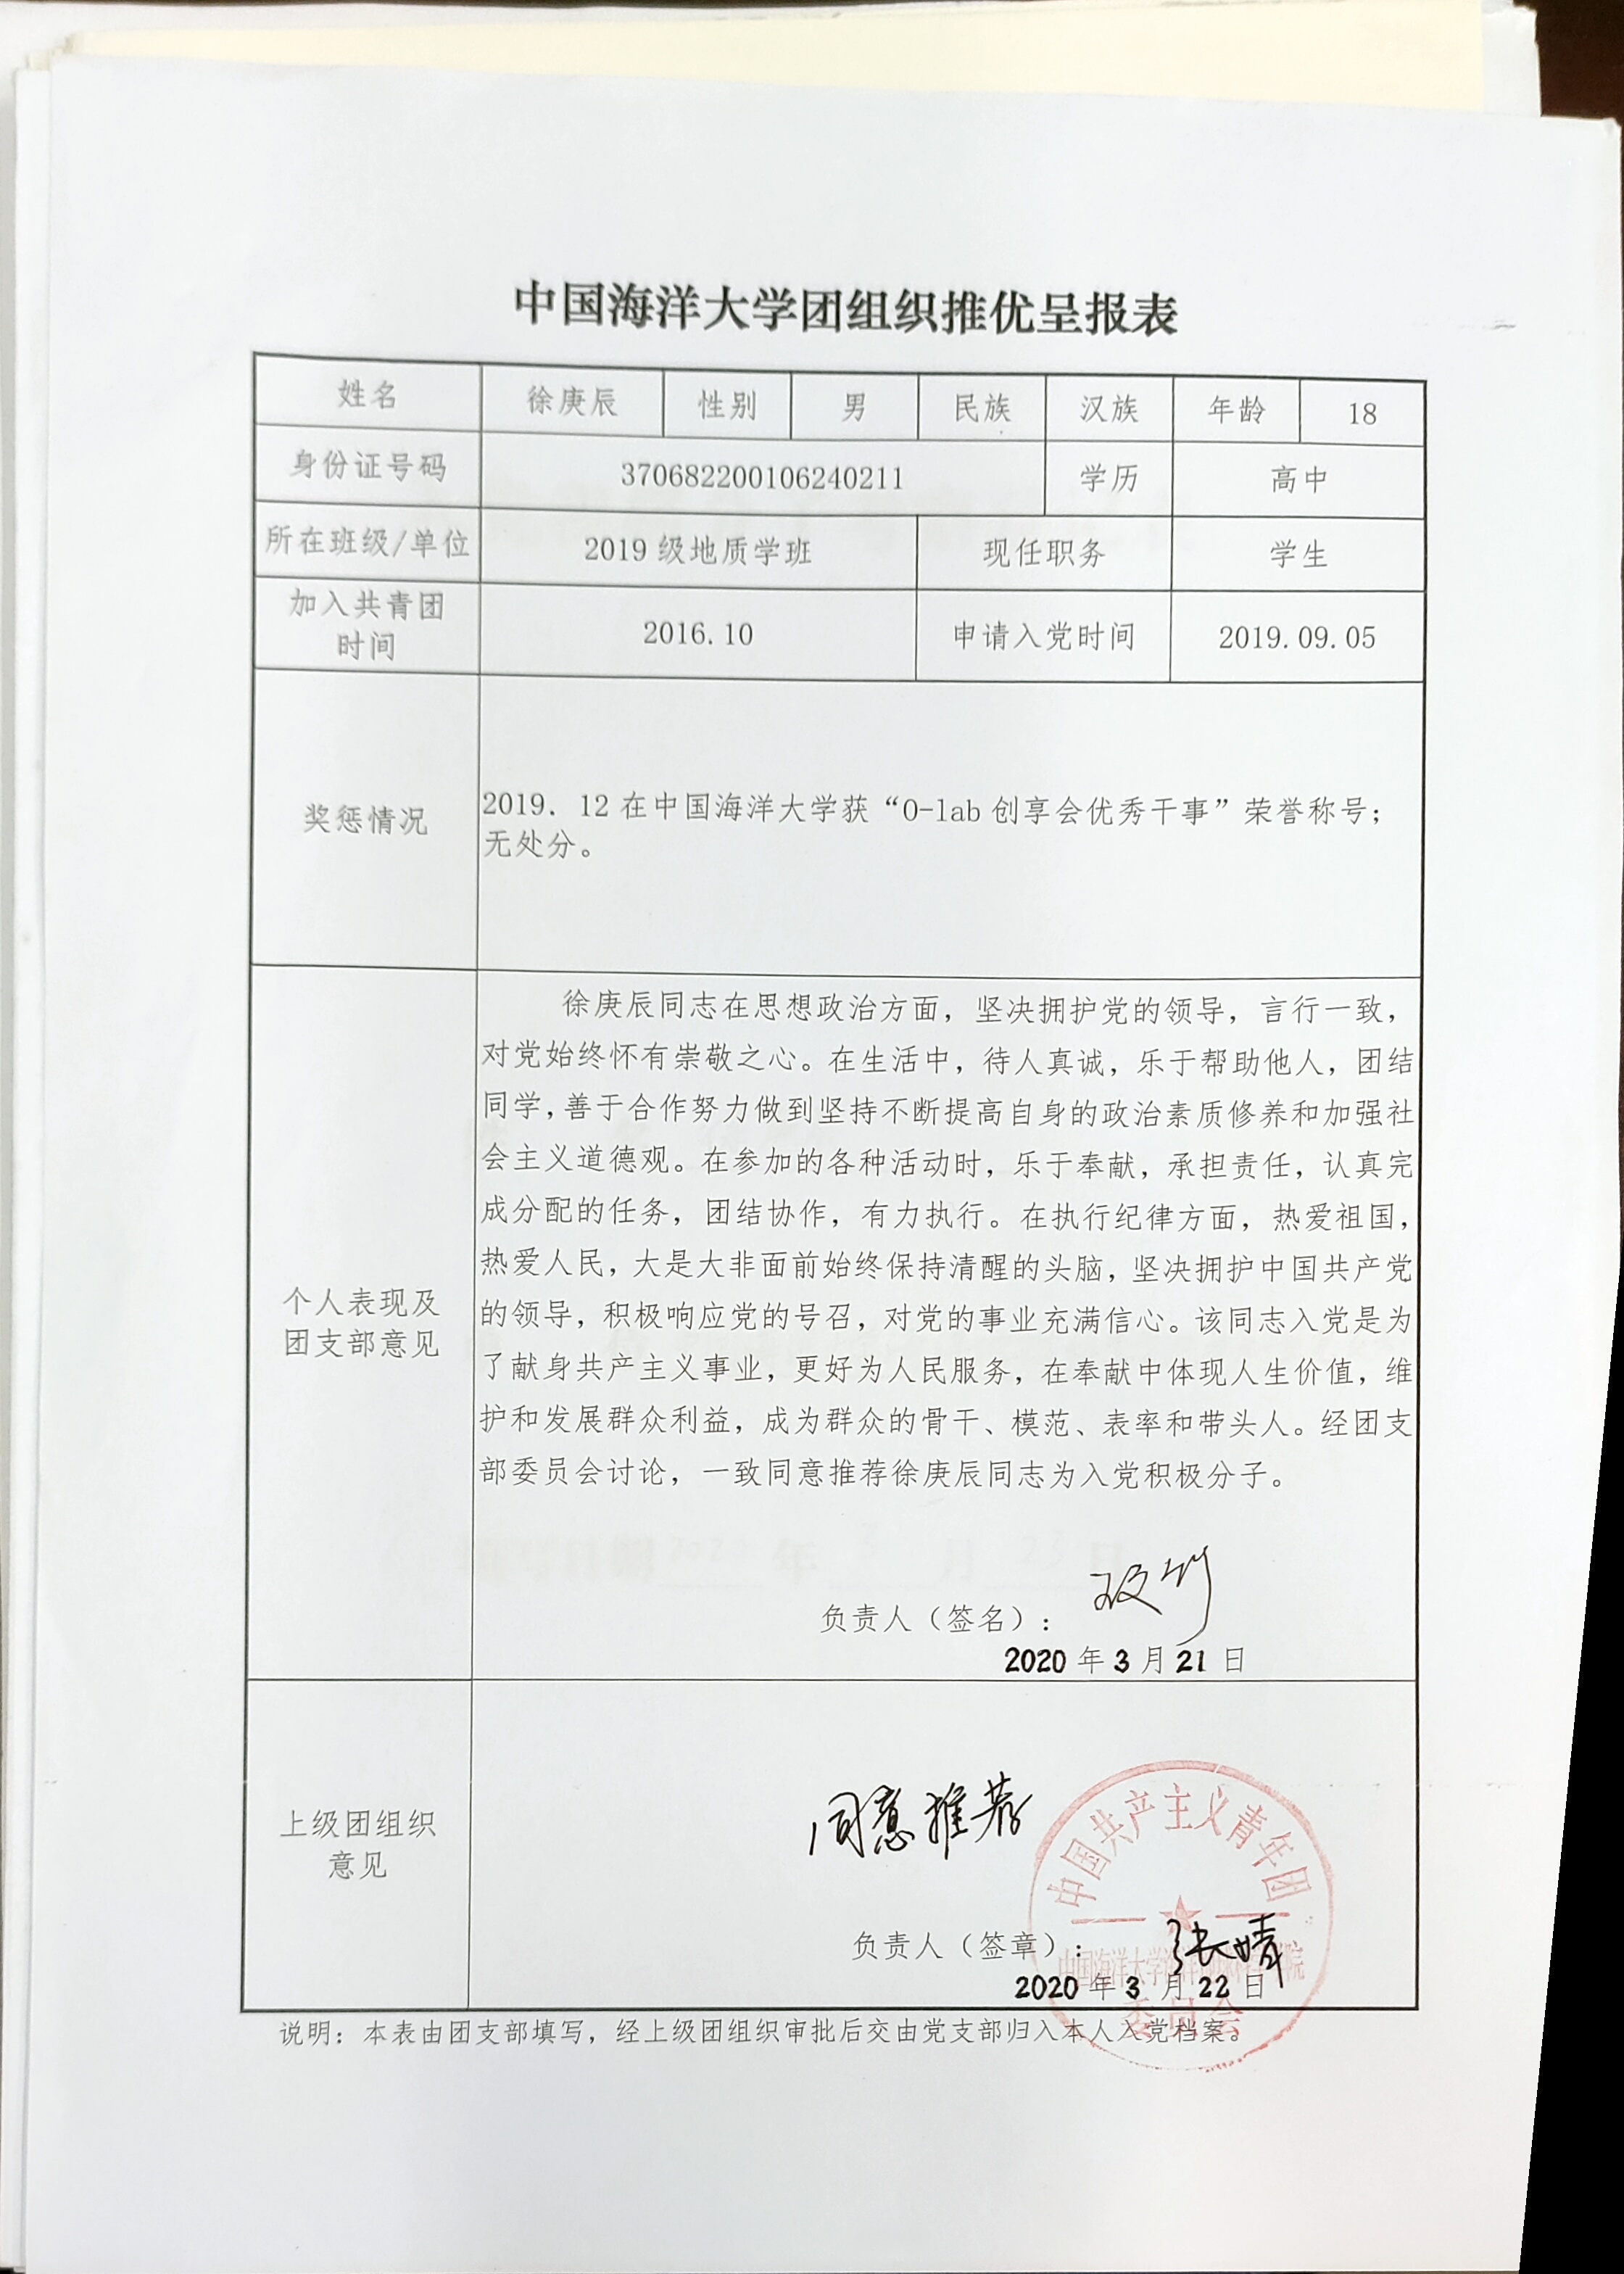 中国海洋大学团组织推优呈报表
姓名 徐庚辰 性别 男 民族 汉族 年龄 18
身份证号码 370682200106240211 学历 高中
所在班级/单位 2019级地质学班 现任职务 学生
加入共青团
时间 2016.10 申请入党时间 2019.09.05
奖惩情况
2019. 12在中国海洋大学获“O-lab创享会优秀干事”荣誉称号；
无处分。
个人表现及
团支部意见
徐庚辰同志在思想政治方面，坚决拥护党的领导，言行一致，
对党始终怀有崇敬之心。在生活中，待人真诚，乐于帮助他人，团结
同学，善于合作努力做到坚持不断提高自身的政治素质修养和加强社
会主义道德观。在参加的各种活动时，乐于奉献，承担责任，认真完
成分配的任务，团结协作，有力执行。在执行纪律方面，热爱祖国，
热爱人民，大是大非面前始终保持清醒的头脑，坚决拥护中国共产党
的领导，积极响应党的号召，对党的事业充满信心。该同志入党是为
了献身共产主义事业，更好为人民服务，在奉献中体现人生价值，维
护和发展群众利益，成为群众的骨干、模范、表率和带头人。经团支
部委员会讨论，一致同意推荐徐庚辰同志为入党积极分子。
负责人（签名）：
2020年3月21日
上级团组织
意见
同意推荐
中国共产主义青年团
负责人（签章）： 张婧
中国海洋大学
2020年3月22日
委员会
说明：本表由团支部填写，经上级团组织审批后交由党支部归入本人入党档案。